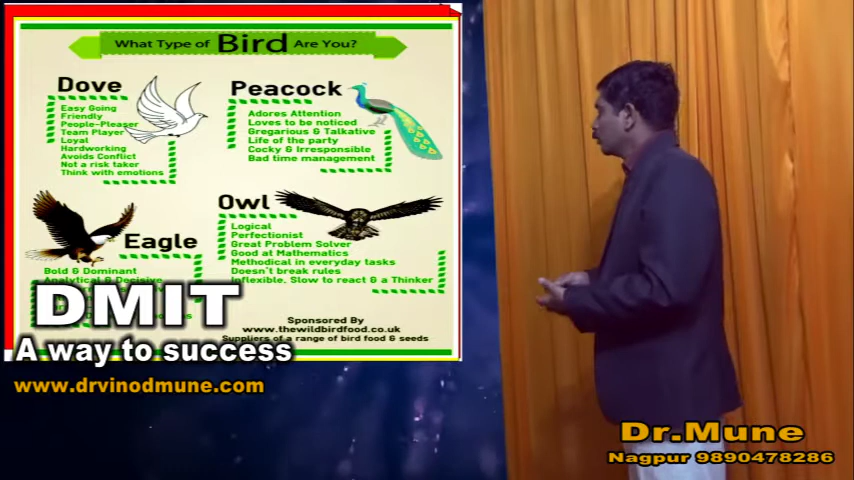 What Type of Bird Are You?
Dove
Easy Going
Friendly
People-Pleaser
Team Player
Loyal
Hardworking
Avoids Conflict
Not a risk taker
Think with emotions
Peacock
Adores Attention
Loves to be noticed
Gregarious & Talkative
Life of the party
Cocky & Irresponsible
Bad time management
Eagle
Bold & Dominant
Analytical & Decisive
Owl
Logical
Perfectionist
Great Problem Solver
Good at Mathematics
Methodical in everyday tasks
Doesn't break rules
Inflexible, Slow to react & a Thinker
Sponsored By
www.thewildbirdfood.co.uk
Suppliers of a range of bird food & seeds
DMIT
A way to success
www.drvinodmune.com
Dr.Mune
Nagpur 9890478286